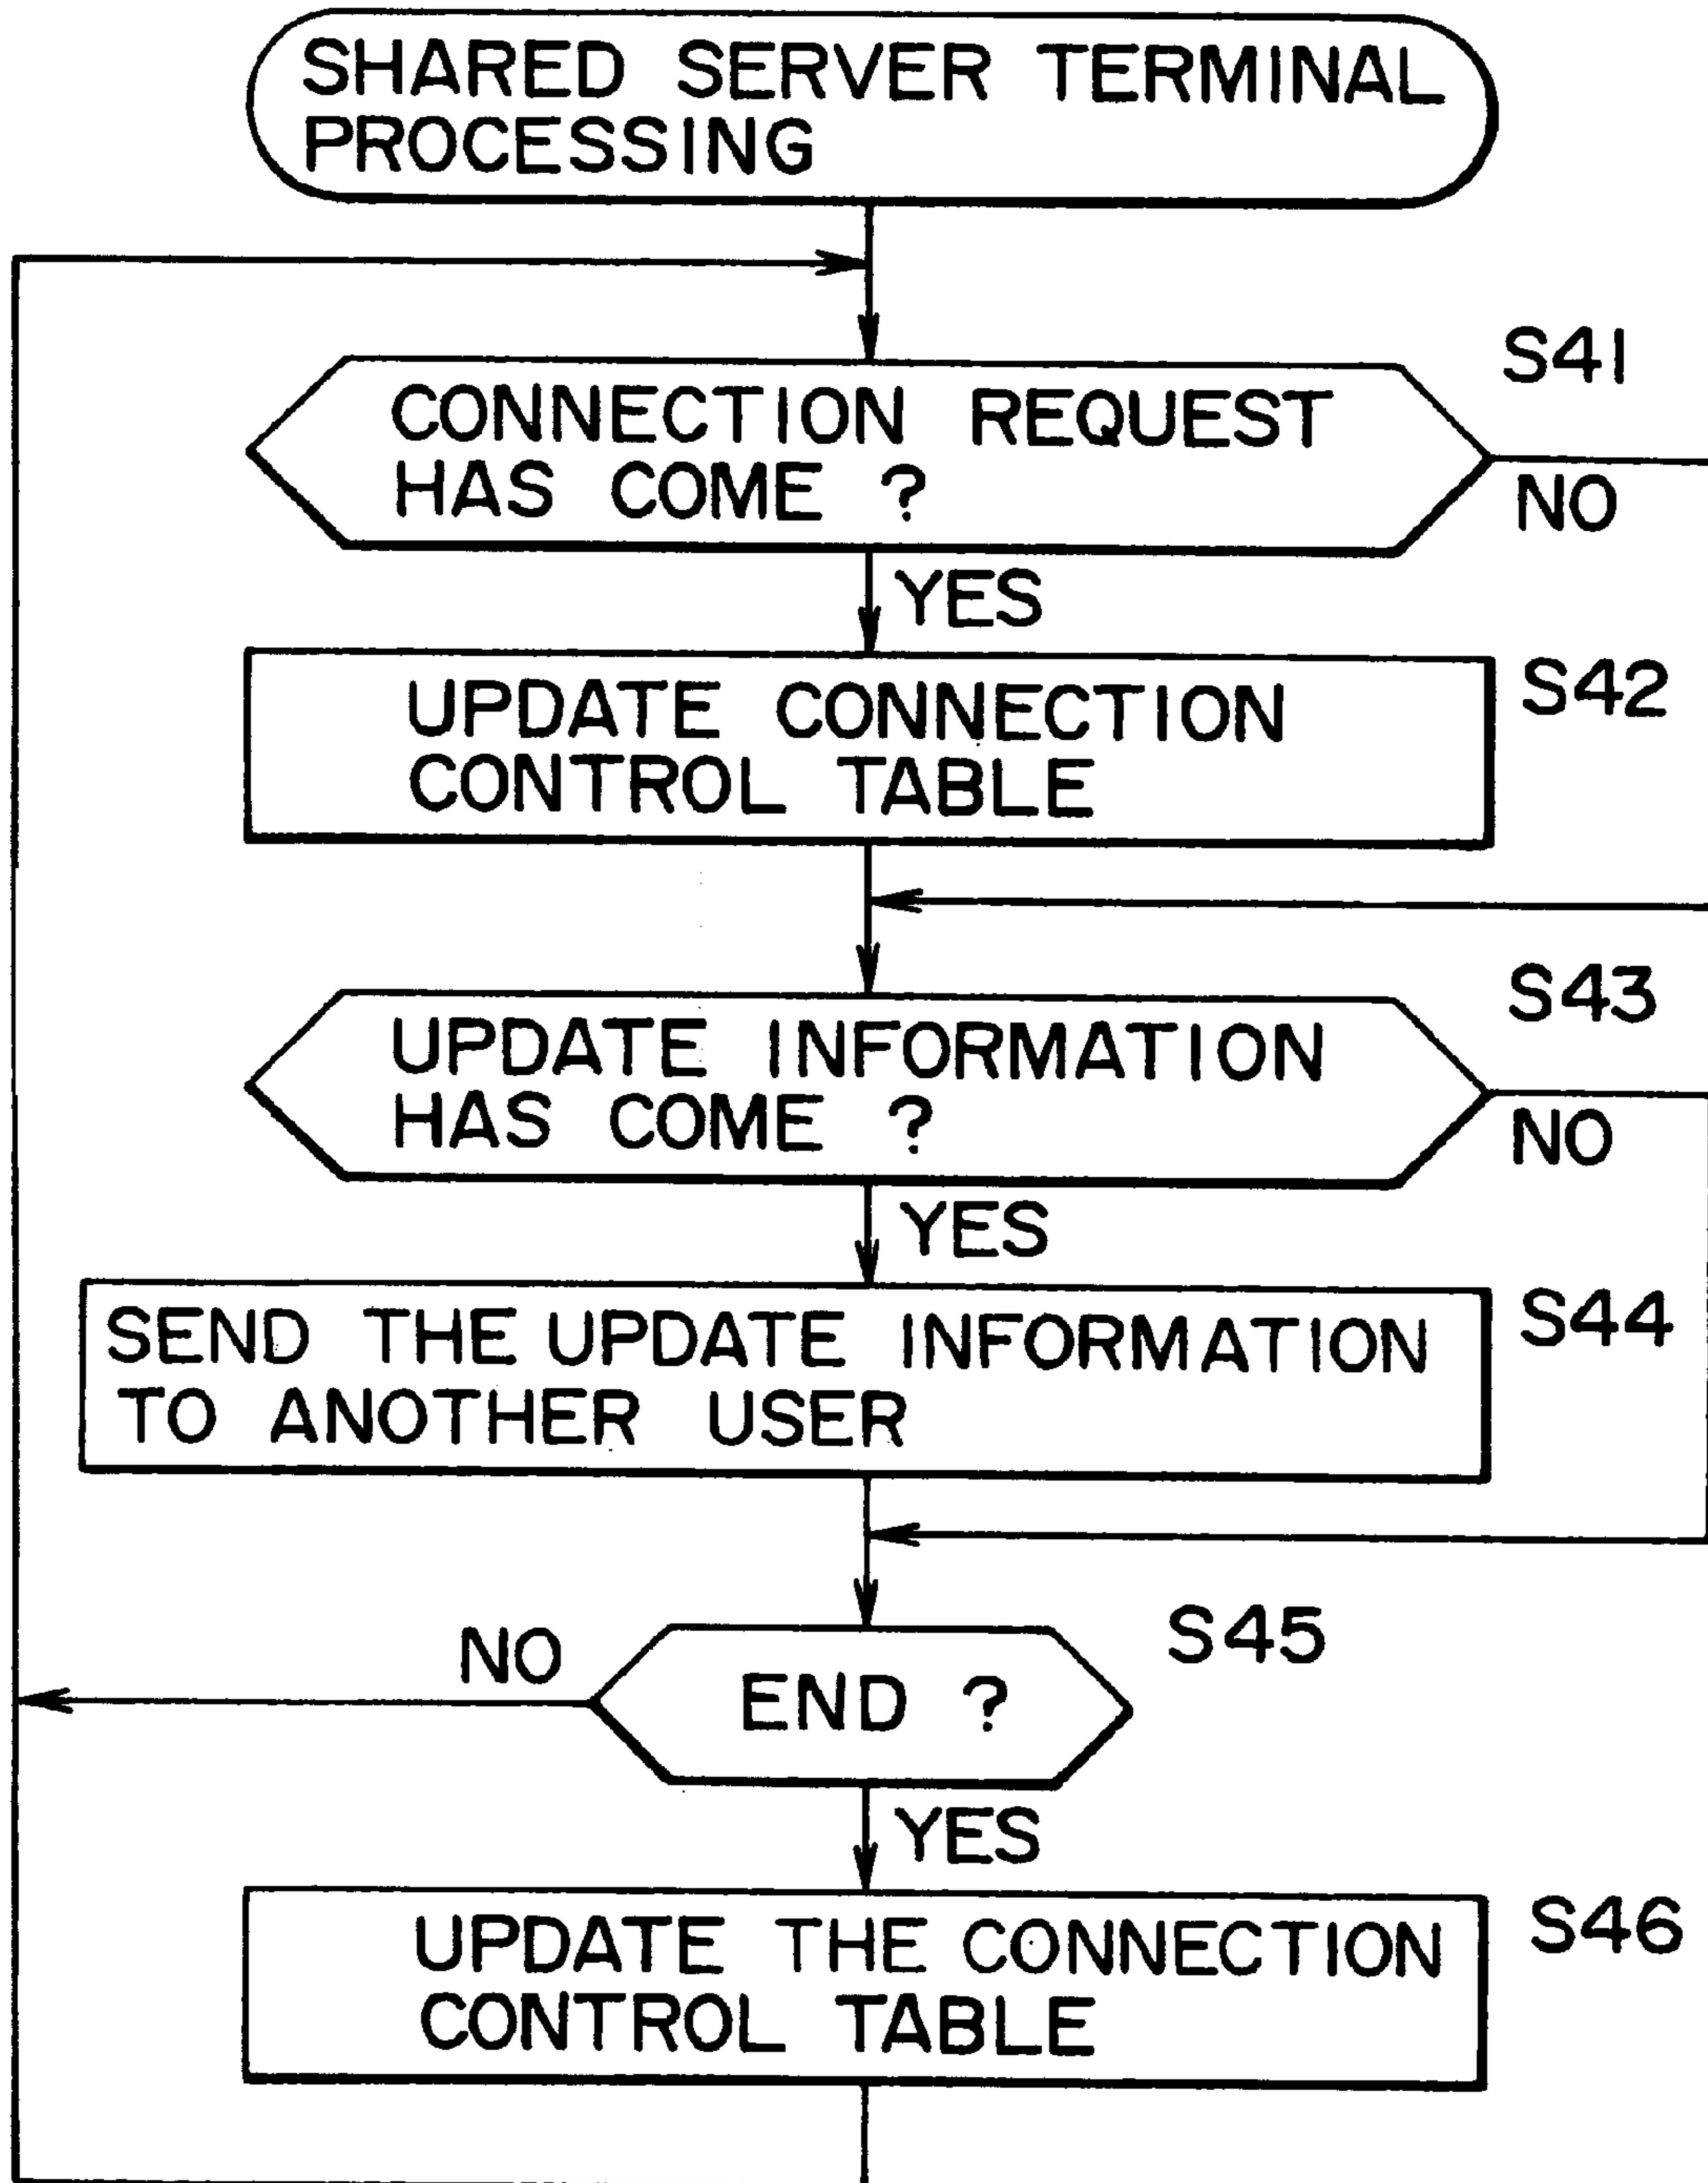 SHARED SERVER TERMINAL
PROCESSING
S41
CONNECTION REQUEST
HAS COME ?
NO
YES
S42
UPDATE CONNECTION
CONTROL TABLE
S43
UPDATE INFORMATION
HAS COME ?
NO
YES
S44
SEND THE UPDATE INFORMATION
TO ANOTHER USER
S45
NO
END ?
YES
S46
UPDATE THE CONNECTION
CONTROL TABLE